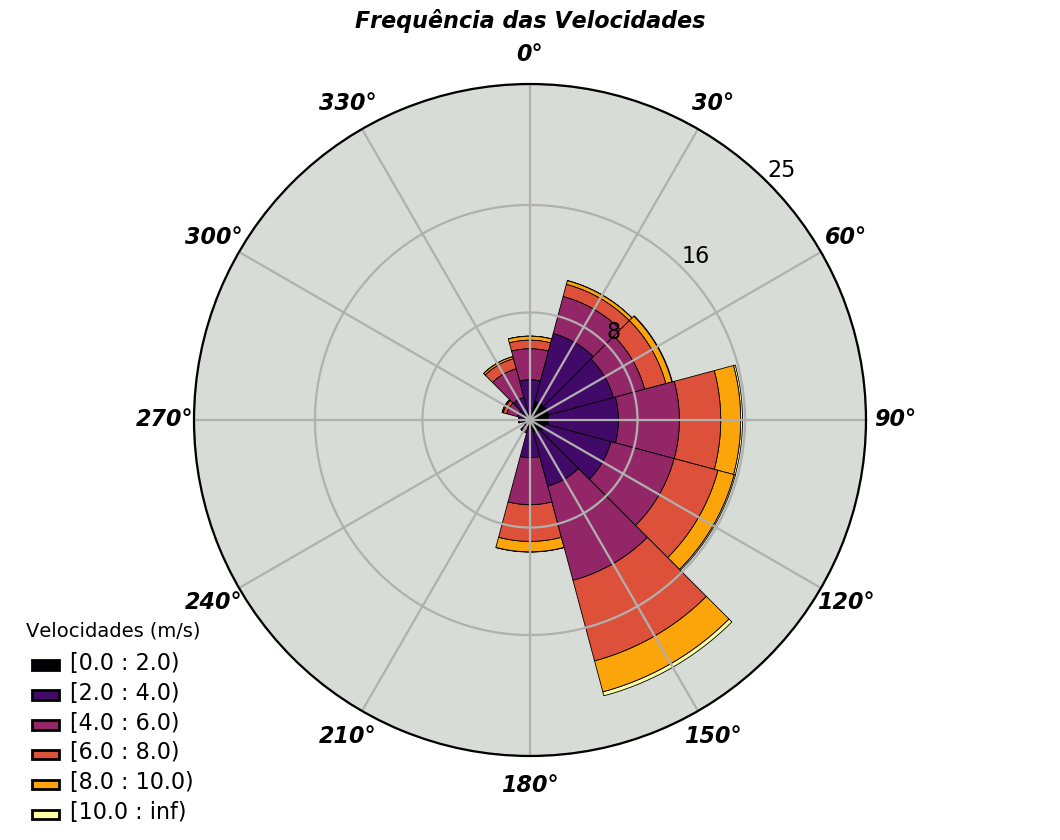 Frequência das Velocidades
0°
330°
30°
25
300°
60°
16
8
270°
90°
240°
120°
210°
150°
180°
Velocidades (m/s)
[0.0 : 2.0)
[2.0 : 4.0)
[4.0 : 6.0)
[6.0 : 8.0)
[8.0 : 10.0)
[10.0 : inf)